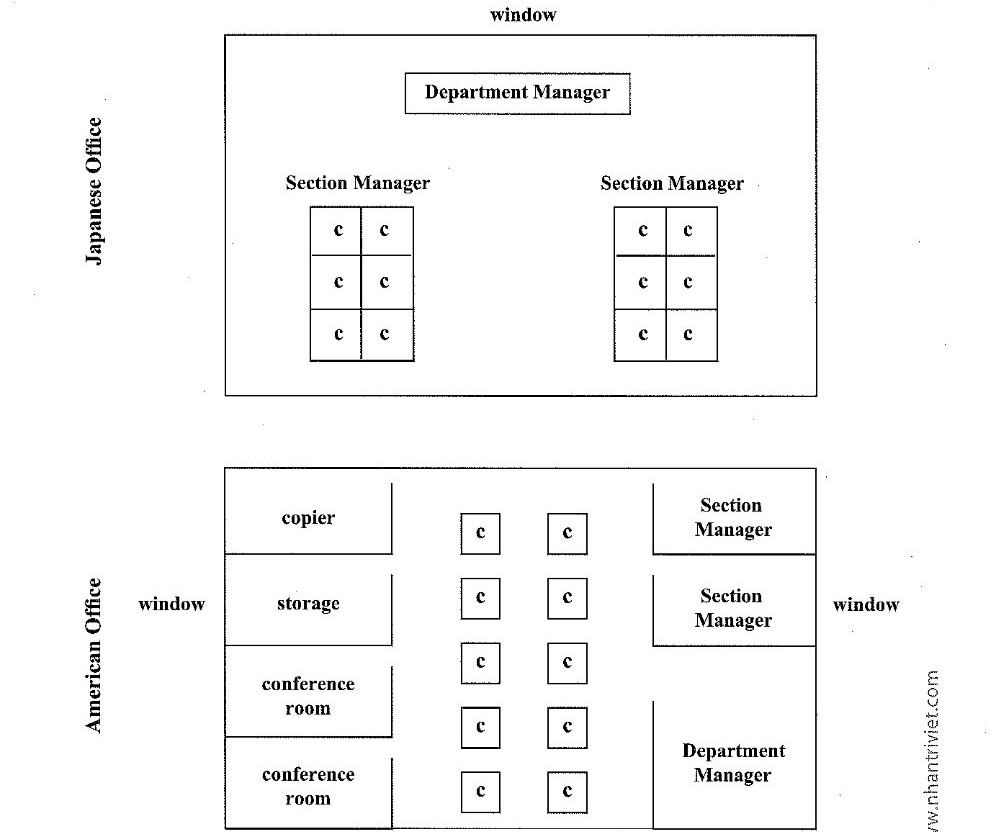 window
Japanese Office
Department Manager
Section Manager
Section Manager
c c c c
c c c c
c c c c
American Office
window
window
copier
storage
conference
room
conference
room
c c
c c
c c
c c
c c
Section
Manager
Section
Manager
Department
Manager
w.nhantriviet.com